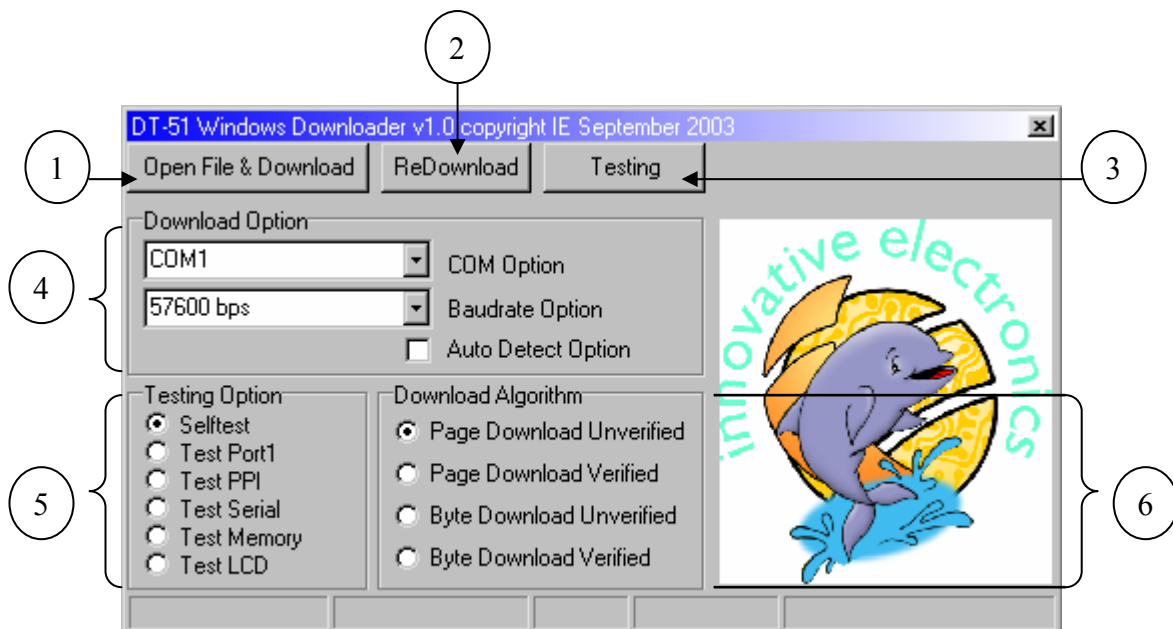 2
DT-51 Windows Downloader v1.0 copyright IE September 2003
1
Open File & Download
ReDownload
Testing
3
Download Option
4
COM1
COM Option
57600 bps
Baudrate Option
Auto Detect Option
innovative electronics
Testing Option
Selftest
Test Port1
Test PPI
Test Serial
Test Memory
Test LCD
5
Download Algorithm
Page Download Unverified
Page Download Verified
Byte Download Unverified
Byte Download Verified
6